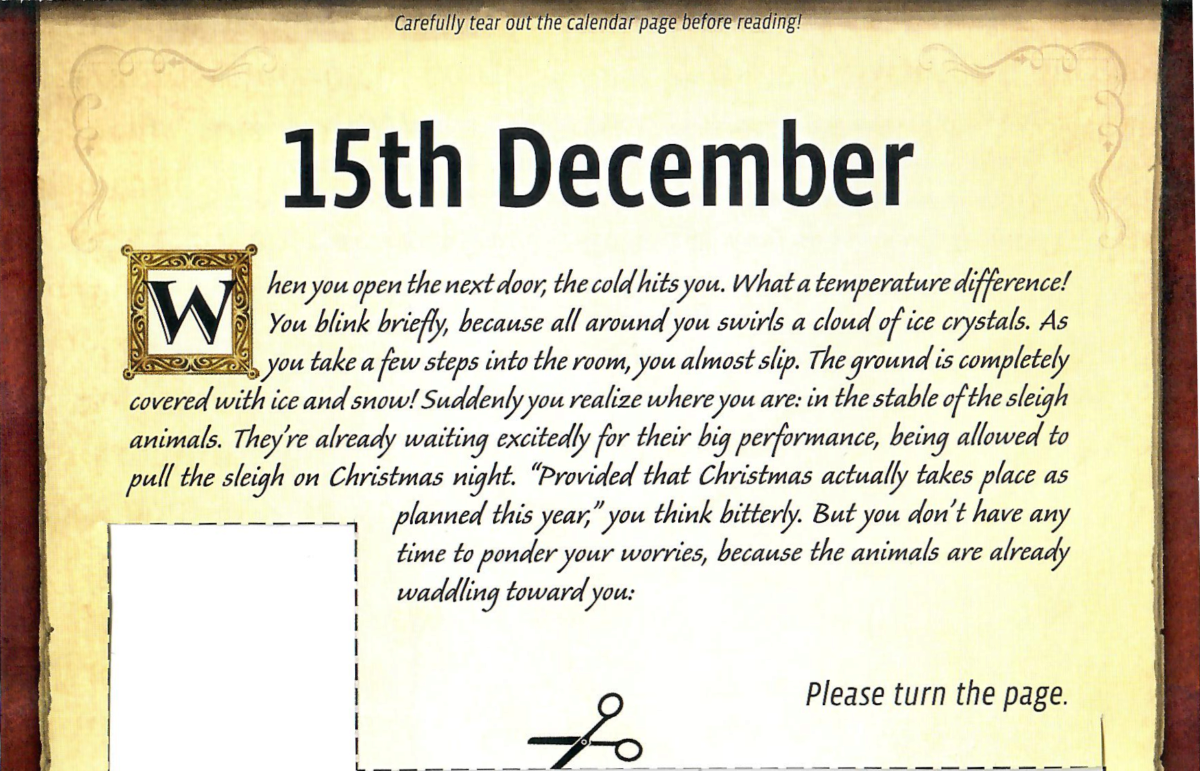 Carefully tear out the calendar page before reading!
15th December
When you open the next door, the cold hits you. What a temperature difference!
You blink briefly, because all around you swirls a cloud of ice crystals. As
you take a few steps into the room, you almost slip. The ground is completely
covered with ice and snow! Suddenly you realize where you are: in the stable of the sleigh
animals. They're already waiting excitedly for their big performance, being allowed to
pull the sleigh on Christmas night. “Provided that Christmas actually takes place as
planned this year,” you think bitterly. But you don't have any
time to ponder your worries, because the animals are already
waddling toward you:
Please turn the page.